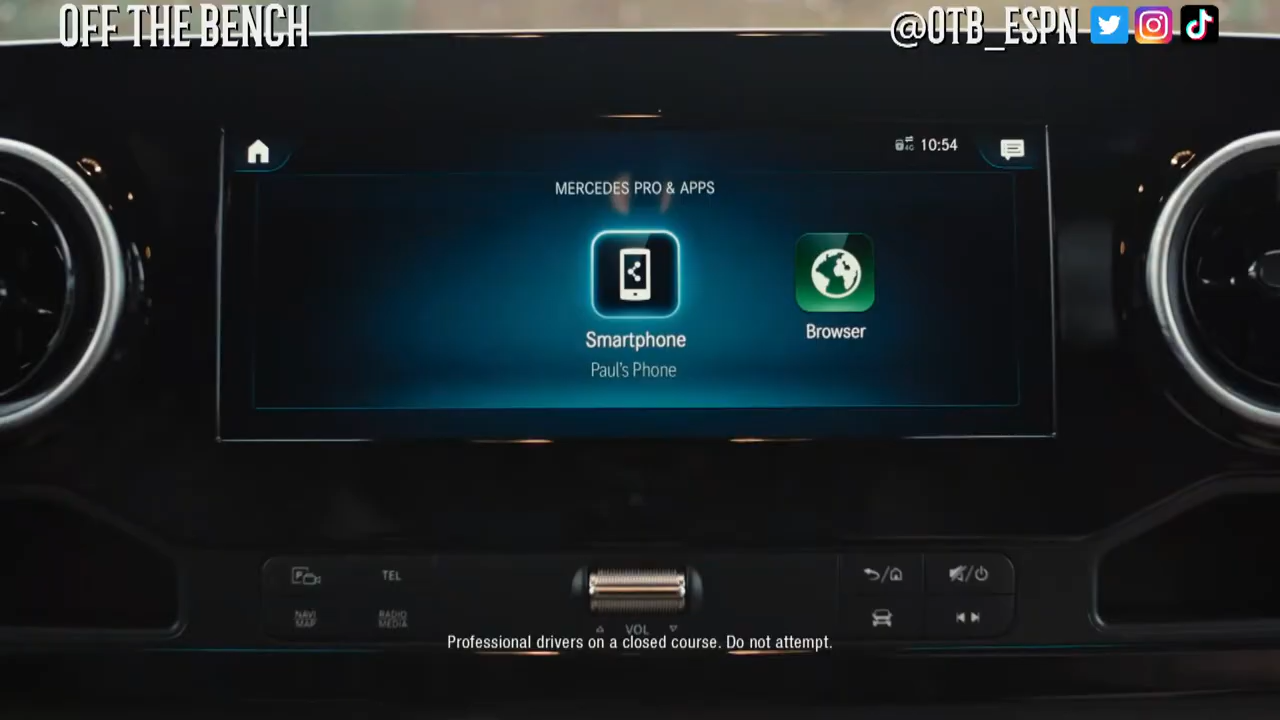 OFF THE BENCH
@OTB_ESPN
4G 10:54
MERCEDES PRO & APPS
Smartphone
Paul's Phone
Browser
P
TEL
NAVI
MAP
RADIO
MEDIA
VOL
Professional drivers on a closed course. Do not attempt.